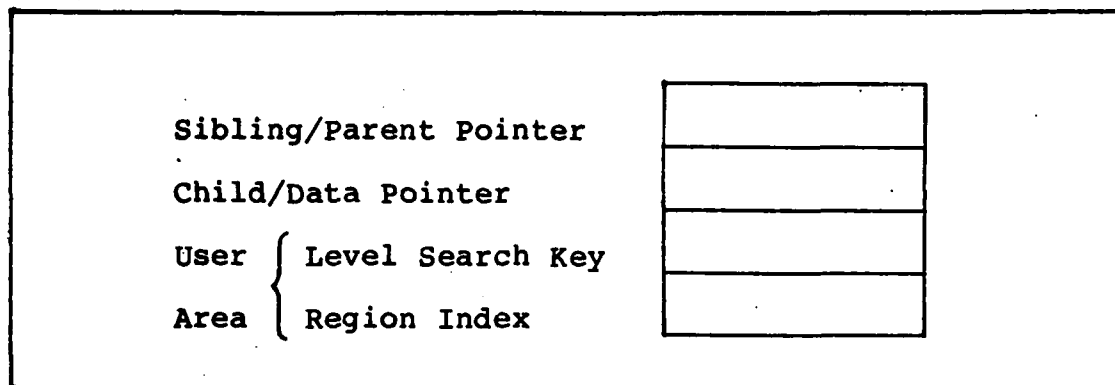 Sibling/Parent Pointer
Child/Data Pointer
User { Level Search Key
Area { Region Index